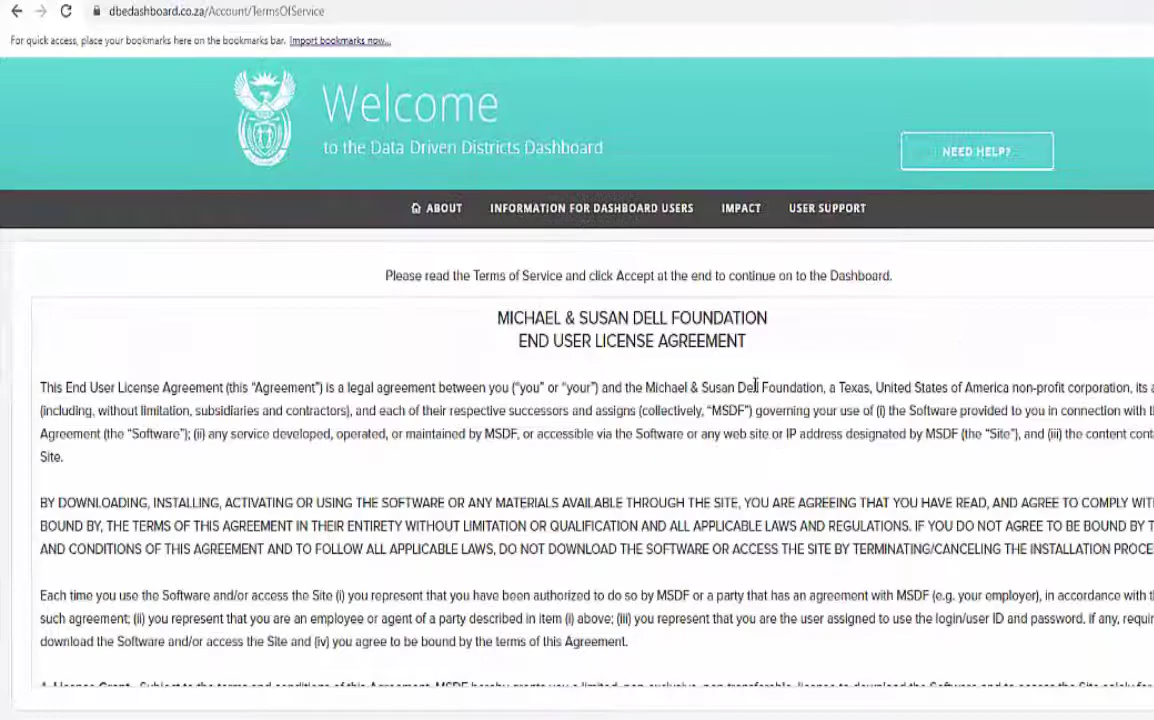 dbedashboard.co.za/Account/TermsOfService
For quick access, place your bookmarks here on the bookmarks bar. Import bookmarks now...
Welcome
to the Data Driven Districts Dashboard
NEED HELP?
ABOUT INFORMATION FOR DASHBOARD USERS IMPACT USER SUPPORT
Please read the Terms of Service and click Accept at the end to continue on to the Dashboard.
MICHAEL & SUSAN DELL FOUNDATION
END USER LICENSE AGREEMENT
This End User License Agreement (this "Agreement") is a legal agreement between you ("you" or "your") and the Michael & Susan Dell Foundation, a Texas, United States of America non-profit corporation, its
(including, without limitation, subsidiaries and contractors), and each of their respective successors and assigns (collectively, "MSDF") governing your use of (i) the Software provided to you in connection with
Agreement (the "Software"); (ii) any service developed, operated, or maintained by MSDF, or accessible via the Software or any web site or IP address designated by MSDF (the "Site"), and (iii) the content
Site.
BY DOWNLOADING, INSTALLING, ACTIVATING OR USING THE SOFTWARE OR ANY MATERIALS AVAILABLE THROUGH THE SITE, YOU ARE AGREEING THAT YOU HAVE READ, AND AGREE TO COMPLY
BOUND BY, THE TERMS OF THIS AGREEMENT IN THEIR ENTIRETY WITHOUT LIMITATION OR QUALIFICATION AND ALL APPLICABLE LAWS AND REGULATIONS. IF YOU DO NOT AGREE TO BE BOUND BY
AND CONDITIONS OF THIS AGREEMENT AND TO FOLLOW ALL APPLICABLE LAWS, DO NOT DOWNLOAD THE SOFTWARE OR ACCESS THE SITE BY TERMINATING/CANCELING THE INSTALLATION
Each time you use the Software and/or access the Site (i) you represent that you have been authorized to do so by MSDF or a party that has an agreement with MSDF (e.g. your employer), in accordance with
such agreement; (ii) you represent that you are an employee or agent of a party described in item (i) above; (iii) you represent that you are the user assigned to use the login/user ID and password, if any,
download the Software and/or access the Site and (iv) you agree to be bound by the terms of this Agreement.